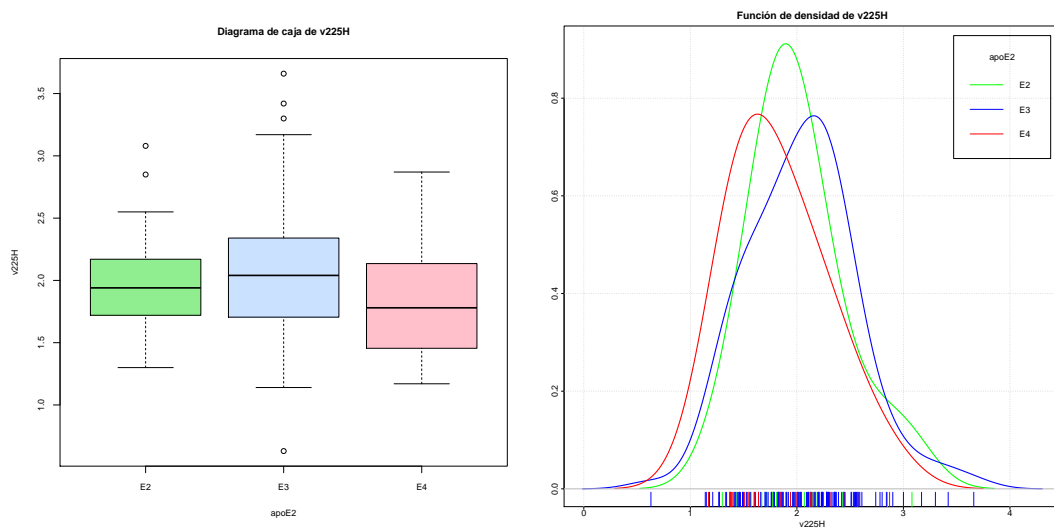 Diagrama de caja de v225H
v225H
3.5
3.0
2.5
2.0
1.5
1.0
E2
E3
E4
apoE2
Función de densidad de v225H
apoE2
E2
E3
E4
0.8
0.6
0.4
0.2
0.0
0
1
2
3
4
v225H